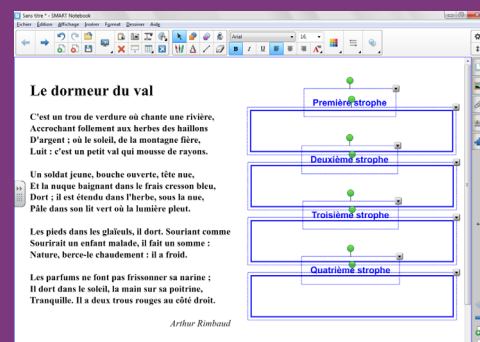 Sans titre * - SMART Notebook
Fichier Édition Affichage Insérer Format Dessiner Aide
Arial
16
B I U
Le dormeur du val
C'est un trou de verdure où chante une rivière,
Accrochant follement aux herbes des haillons
D'argent ; où le soleil, de la montagne fière,
Luit : c'est un petit val qui mousse de rayons.
Un soldat jeune, bouche ouverte, tête nue,
Et la nuque baignant dans le frais cresson bleu,
Dort ; il est étendu dans l'herbe, sous la nue,
Pâle dans son lit vert où la lumière pleut.
Les pieds dans les glaïeuls, il dort. Souriant comme
Sourirait un enfant malade, il fait un somme :
Nature, berce-le chaudement : il a froid.
Les parfums ne font pas frissonner sa narine ;
Il dort dans le soleil, la main sur sa poitrine,
Tranquille. Il a deux trous rouges au côté droit.
Arthur Rimbaud
Première strophe
Deuxième strophe
Troisième strophe
Quatrième strophe